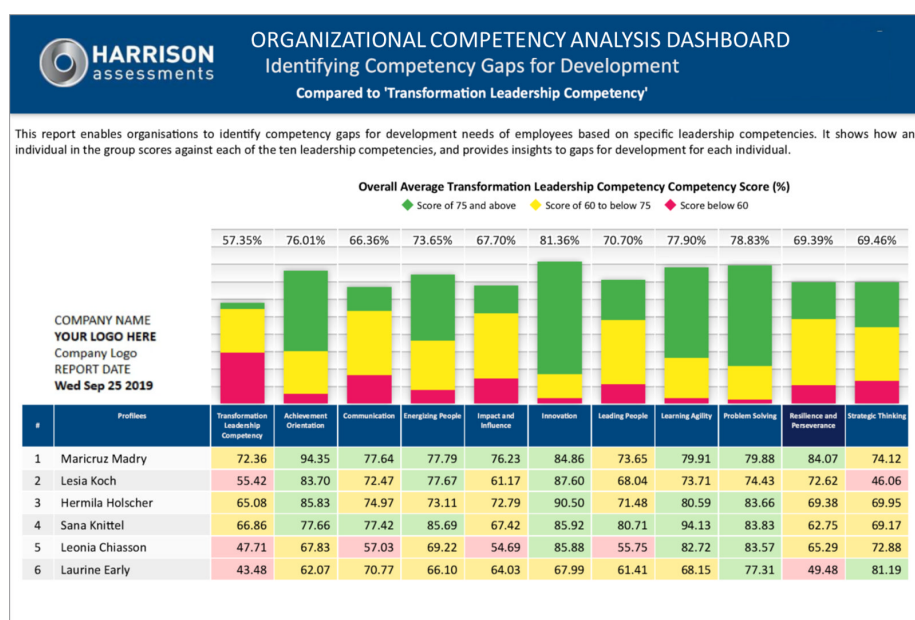 HARRISON
assessments
ORGANIZATIONAL COMPETENCY ANALYSIS DASHBOARD
Identifying Competency Gaps for Development
Compared to 'Transformation Leadership Competency'
This report enables organisations to identify competency gaps for development needs of employees based on specific leadership competencies. It shows how an
individual in the group scores against each of the ten leadership competencies, and provides insights to gaps for development for each individual.
Overall Average Transformation Leadership Competency Competency Score (%)
Score of 75 and above Score of 60 to below 75 Score below 60
57.35% 76.01% 66.36% 73.65% 67.70% 81.36% 70.70% 77.90% 78.83% 69.39% 69.46%
COMPANY NAME
YOUR LOGO HERE
Company Logo
REPORT DATE
Wed Sep 25 2019
# Profilees Transformation Leadership Competency Achievement Orientation Communication Energizing People Impact and Influence Innovation Leading People Learning Agility Problem Solving Resilience and Perseverance Strategic Thinking
1 Maricruz Madry 72.36 94.35 77.64 77.79 76.23 84.86 73.65 79.91 79.88 84.07 74.12
2 Lesia Koch 55.42 83.70 72.47 77.67 61.17 87.60 68.04 73.71 74.43 72.62 46.06
3 Hermila Holscher 65.08 85.83 74.97 73.11 72.79 90.50 71.48 80.59 83.66 69.38 69.95
4 Sana Knittel 66.86 77.66 77.42 85.69 67.42 85.92 80.71 94.13 83.83 62.75 69.17
5 Leonia Chiasson 47.71 67.83 57.03 69.22 54.69 85.88 55.75 82.72 83.57 65.29 72.88
6 Laurine Early 43.48 62.07 70.77 66.10 64.03 67.99 61.41 68.15 77.31 49.48 81.19